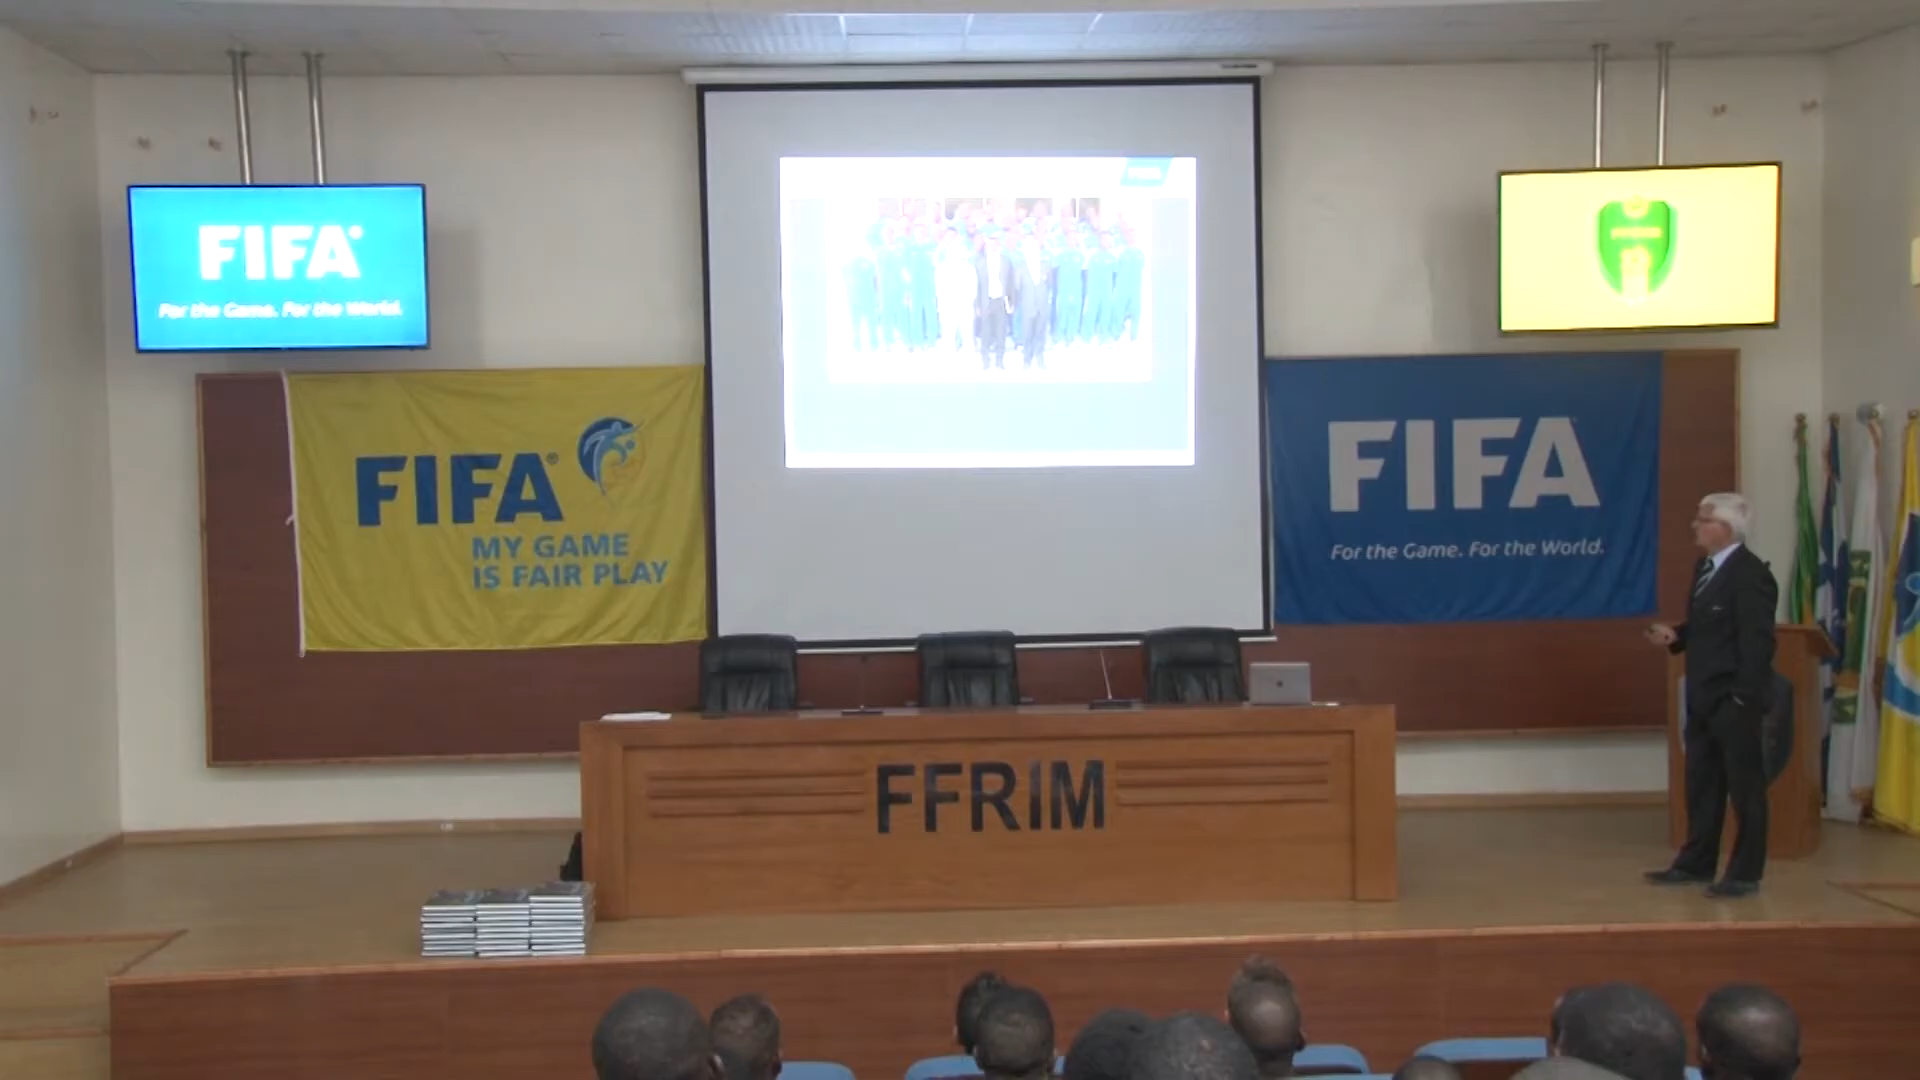 FIFA
For the Game. For the World.
FIFA®
MY GAME
IS FAIR PLAY
FIFA
For the Game. For the World.
FFRIM